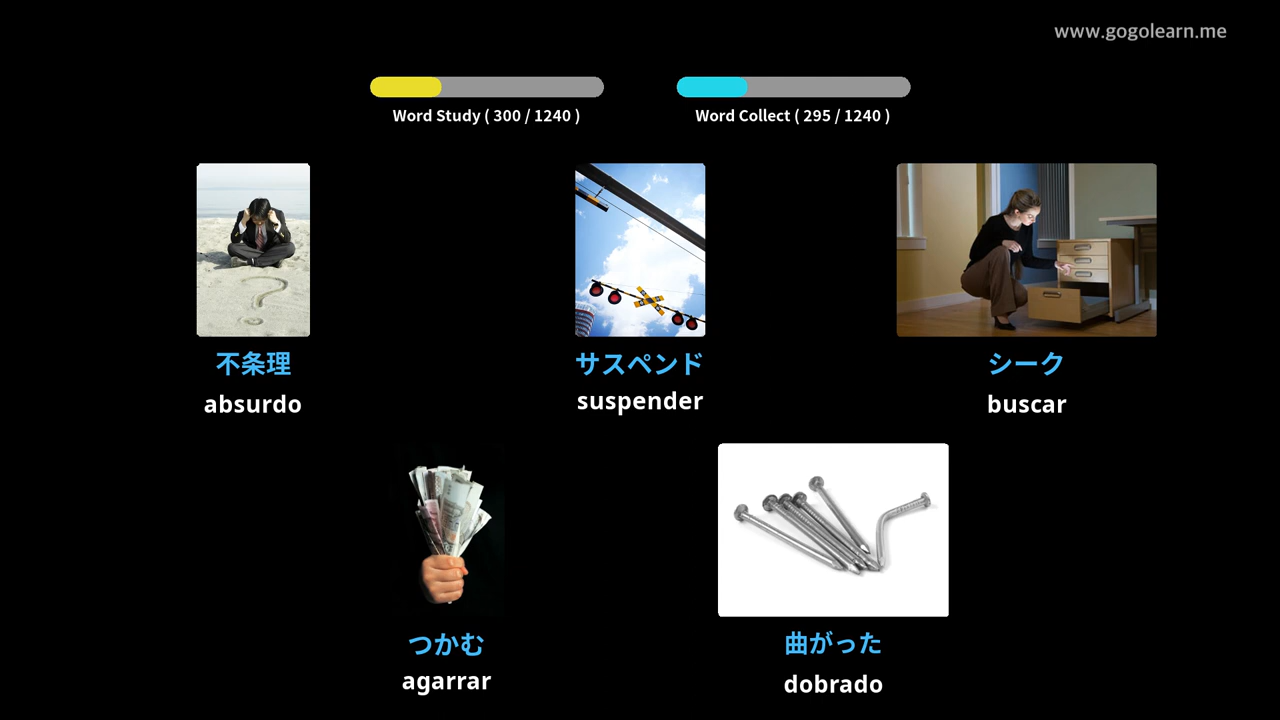 www.gogolearn.me
Word Study ( 300 / 1240 )
Word Collect ( 295 / 1240 )
不条理
サスペンド
シーク
absurdo
suspender
buscar
つかむ
曲がった
agarrar
dobrado